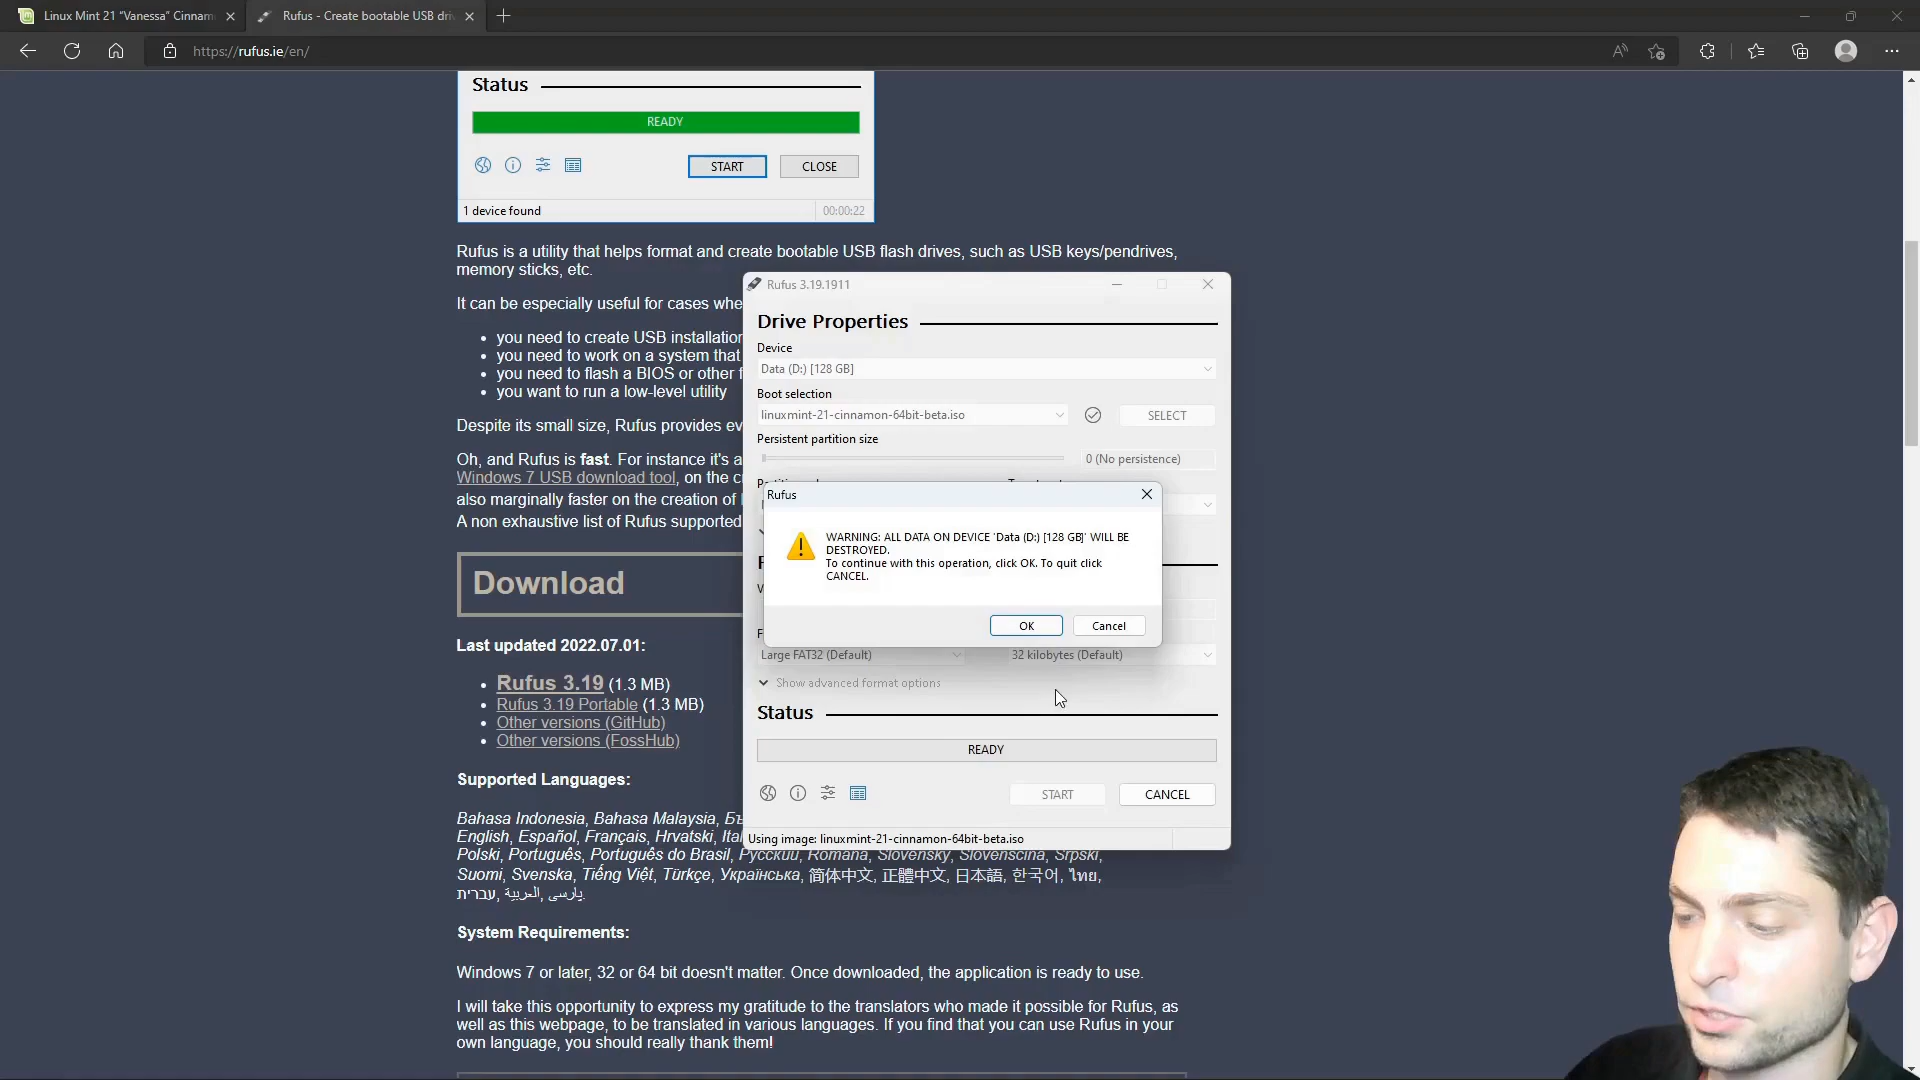 Linux Mint 21 “Vanessa” Cinnam
Rufus - Create bootable USB dri
https://rufus.ie/en/
Status
READY
START
CLOSE
1 device found
00:00:22
Rufus is a utility that helps format and create bootable USB flash drives, such as USB keys/pendrives,
memory sticks, etc.
It can be especially useful for cases whe
• you need to create USB installation
• you need to work on a system that
• you need to flash a BIOS or other f
• you want to run a low-level utility
Despite its small size, Rufus provides ev
Oh, and Rufus is fast. For instance it's a
Windows 7 USB download tool, on the c
also marginally faster on the creation of
A non exhaustive list of Rufus supported
Download
Last updated 2022.07.01:
• Rufus 3.19 (1.3 MB)
• Rufus 3.19 Portable (1.3 MB)
• Other versions (GitHub)
• Other versions (FossHub)
Supported Languages:
Bahasa Indonesia, Bahasa Malaysia,
English, Español, Français, Hrvatski,
Polski, Português, Português do Brasil, Русский, Română, Slovensky, Slovenščina, Srpski,
Suomi, Svenska, Tiếng Việt, Türkçe, Українська, 简体中文, 正體中文, 日本語, 한국어, ไทย,
עברית, العربية, پارسی.
System Requirements:
Windows 7 or later, 32 or 64 bit doesn't matter. Once downloaded, the application is ready to use.
I will take this opportunity to express my gratitude to the translators who made it possible for Rufus, as
well as this webpage, to be translated in various languages. If you find that you can use Rufus in your
own language, you should really thank them!
Rufus 3.19.1911
Drive Properties
Device
Data (D:) [128 GB]
Boot selection
linuxmint-21-cinnamon-64bit-beta.iso
SELECT
Persistent partition size
0 (No persistence)
Rufus
WARNING: ALL DATA ON DEVICE 'Data (D:) [128 GB]' WILL BE
DESTROYED.
To continue with this operation, click OK. To quit click
CANCEL.
OK
Cancel
Large FAT32 (Default)
32 kilobytes (Default)
Show advanced format options
Status
READY
START
CANCEL
Using image: linuxmint-21-cinnamon-64bit-beta.iso